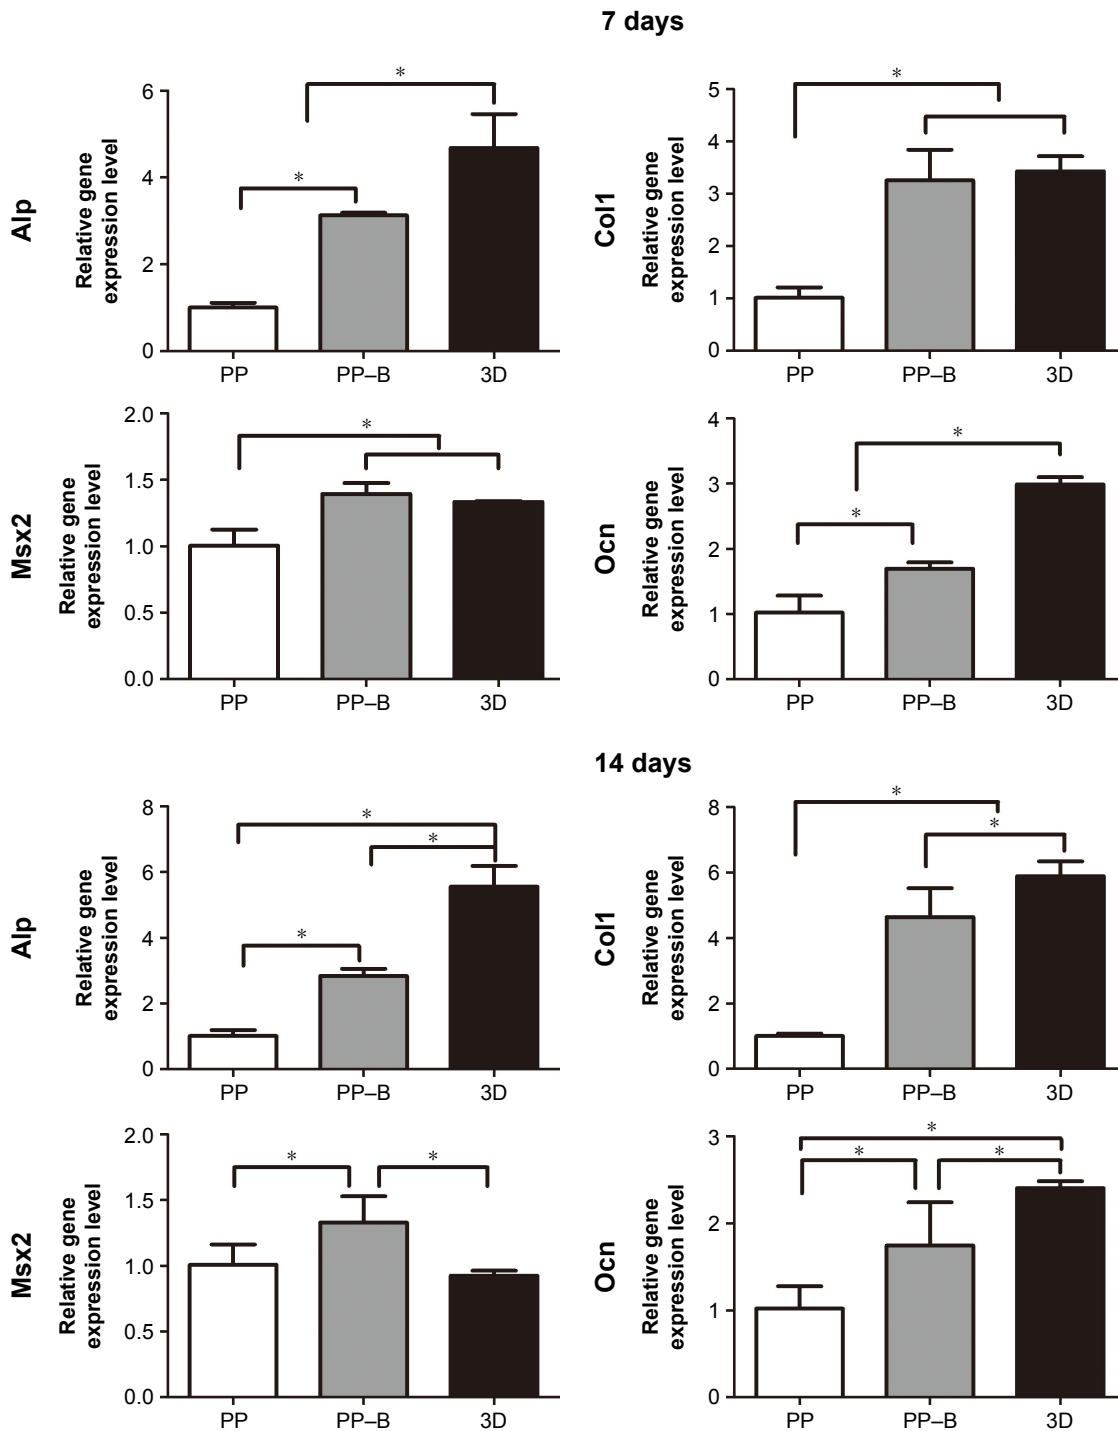 7 days
Alp
Relative gene
expression level
6
4
2
0
*
*
PP
PP–B
3D
Col1
Relative gene
expression level
5
4
3
2
1
0
*
PP
PP–B
3D
Msx2
Relative gene
expression level
2.0
1.5
1.0
0.5
0.0
*
PP
PP–B
3D
Ocn
Relative gene
expression level
4
3
2
1
0
*
*
PP
PP–B
3D
14 days
Alp
Relative gene
expression level
8
6
4
2
0
*
*
*
PP
PP–B
3D
Col1
Relative gene
expression level
8
6
4
2
0
*
*
PP
PP–B
3D
Msx2
Relative gene
expression level
2.0
1.5
1.0
0.5
0.0
*
*
PP
PP–B
3D
Ocn
Relative gene
expression level
3
2
1
0
*
*
*
PP
PP–B
3D